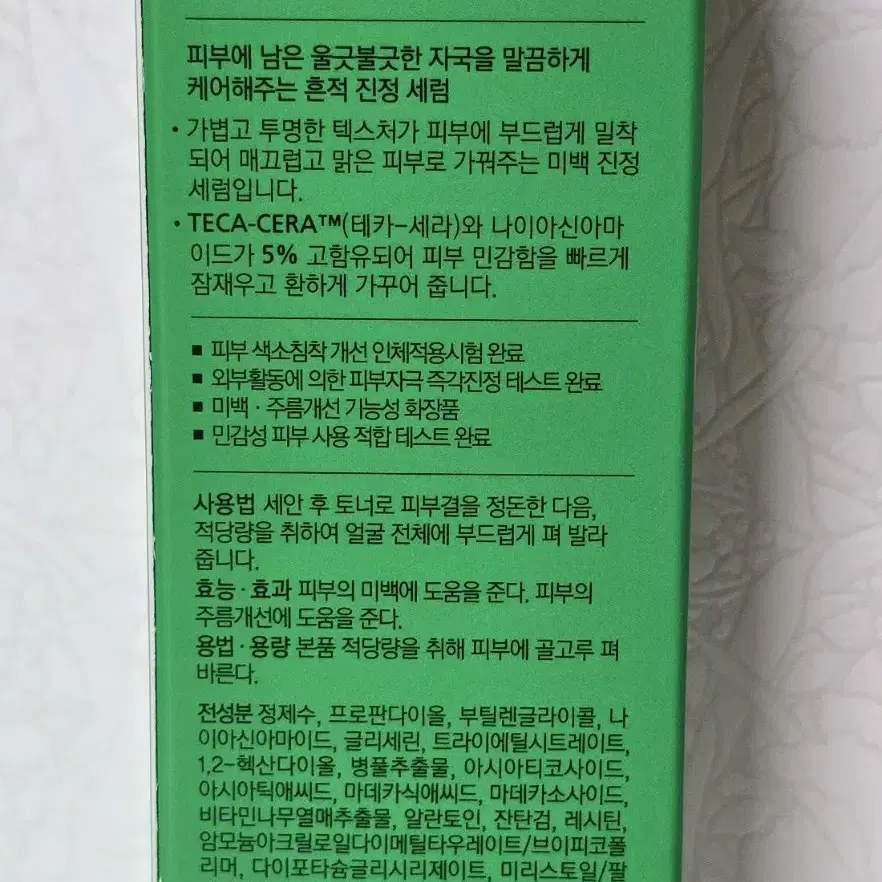 피부에 남은 울긋불긋한 자국을 말끔하게
케어해주는 흔적 진정 세럼
• 가볍고 투명한 텍스처가 피부에 부드럽게 밀착
되어 매끄럽고 맑은 피부로 가꿔주는 미백 진정
세럼입니다.
• TECA-CERA™(테카-세라)와 나이아신아마
이드가 5% 고함유되어 피부 민감함을 빠르게
잠재우고 환하게 가꾸어 줍니다.
■ 피부 색소침착 개선 인체적용시험 완료
■ 외부활동에 의한 피부자극 즉각진정 테스트 완료
■ 미백 · 주름개선 기능성 화장품
■ 민감성 피부 사용 적합 테스트 완료
사용법 세안 후 토너로 피부결을 정돈한 다음,
적당량을 취하여 얼굴 전체에 부드럽게 펴 발라
줍니다.
효능 · 효과 피부의 미백에 도움을 준다. 피부의
주름개선에 도움을 준다.
용법 · 용량 본품 적당량을 취해 피부에 골고루 펴
바른다.
전성분 정제수, 프로판다이올, 부틸렌글라이콜, 나
이아신아마이드, 글리세린, 트라이에틸시트레이트,
1,2-헥산다이올, 병풀추출물, 아시아티코사이드,
아시아틱애씨드, 마데카식애씨드, 마데카소사이드,
비타민나무열매추출물, 알란토인, 잔탄검, 레시틴,
암모늄아크릴로일다이메틸타우레이트/브이피코폴
리머, 다이포타슘글리시리제이트, 미리스토일/팔